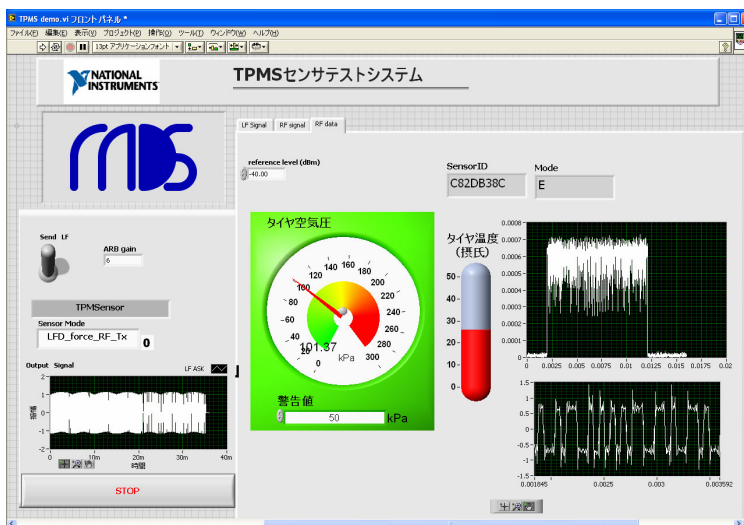 TPMS demo.vi フロントパネル *
ファイル(F) 編集(E) 表示(V) プロジェクト(P) 操作(O) ツール(T) ウィンドウ(W) ヘルプ(H)
13pt アプリケーションフォント
NATIONAL
INSTRUMENTS
TPMSセンサテストシステム
MDS
LF Signal RF signal RF data
reference level (dBm)
-40.00
SensorID
C82DB38C
Mode
E
Send LF
ARB gain
6
TPMSensor
Sensor Mode
LFD_force_RF_Tx
0
Output Signal
LF ASK
振幅
2
1
0
-1
-2
0 10m 20m 30m 40m
時間
STOP
タイヤ空気圧
0 20 40 60 80 100 120 140 160 180 200 220 240 260 280 300
101.37
kPa
警告値
50
kPa
タイヤ温度
(摂氏)
50
40
30
20
10
0
0.0008
0.0007
0.0006
0.0005
0.0004
0.0003
0.0002
0.0001
0
0 0.0025 0.005 0.0075 0.01 0.0125 0.015 0.0175 0.02
1.5
1
0.5
0
-0.5
-1
-1.5
0.001645 0.0025 0.003 0.003592